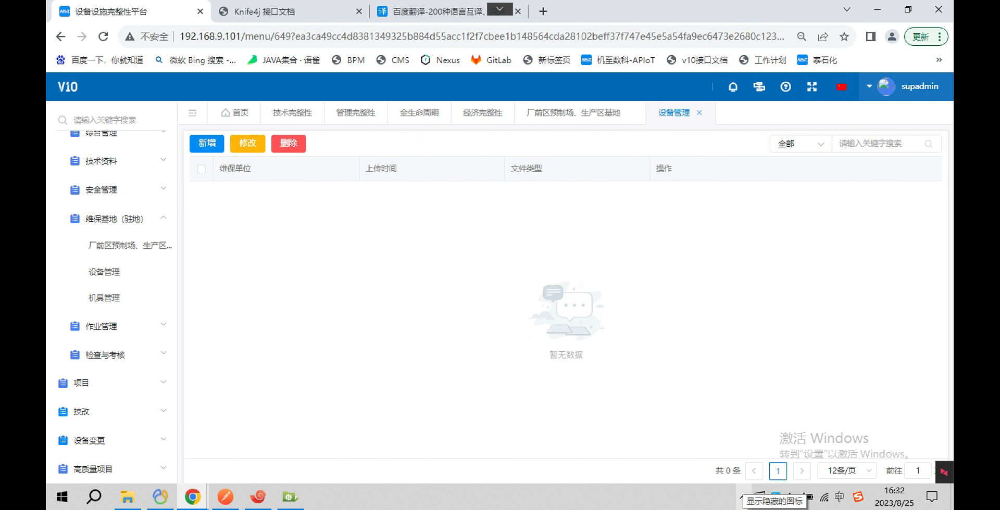 设备设施完整性平台
Knife4j 接口文档
百度翻译-200种语言互译、
不安全
192.168.9.101/menu/649?ea3ca49cc4d8381349325b884d55acc1f2f7cbee1b148564cda28102beff37f747e45e5a54fa9ec6473e2680c123...
更新
百度一下，你就知道
微软 Bing 搜索 -...
JAVA集合 · 语雀
BPM
CMS
Nexus
GitLab
新标签页
机至数科-APIoT
v10接口文档
工作计划
泰石化
V10
supadmin
请输入关键字搜索
首页
技术完整性
管理完整性
全生命周期
经济完整性
厂前区预制场、生产区基地
设备管理
综合管理
技术资料
安全管理
维保基地（驻地）
厂前区预制场、生产区...
设备管理
机具管理
作业管理
检查与考核
项目
技改
设备变更
高质量项目
新增
修改
删除
全部
请输入关键字搜索
维保单位
上传时间
文件类型
操作
暂无数据
激活 Windows
转到"设置"以激活 Windows。
共 0 条
1
12条/页
前往
1
显示隐藏的图标
中
16:32
2023/8/25